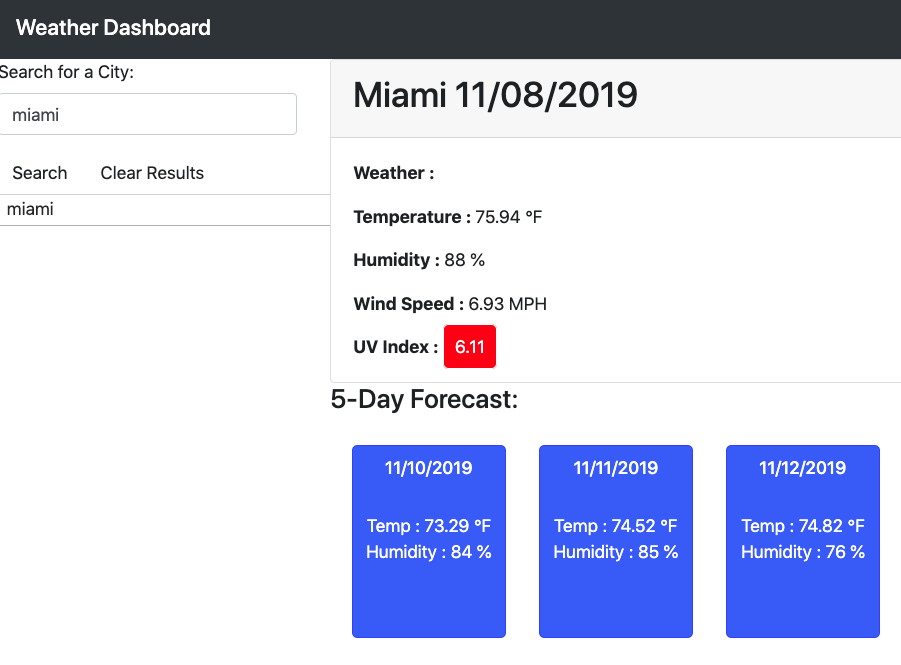 Weather Dashboard
Search for a City:
miami
Search
Clear Results
miami
Miami 11/08/2019
Weather :
Temperature : 75.94 °F
Humidity : 88 %
Wind Speed : 6.93 MPH
UV Index : 6.11
5-Day Forecast:
11/10/2019
Temp : 73.29 °F
Humidity : 84 %
11/11/2019
Temp : 74.52 °F
Humidity : 85 %
11/12/2019
Temp : 74.82 °F
Humidity : 76 %